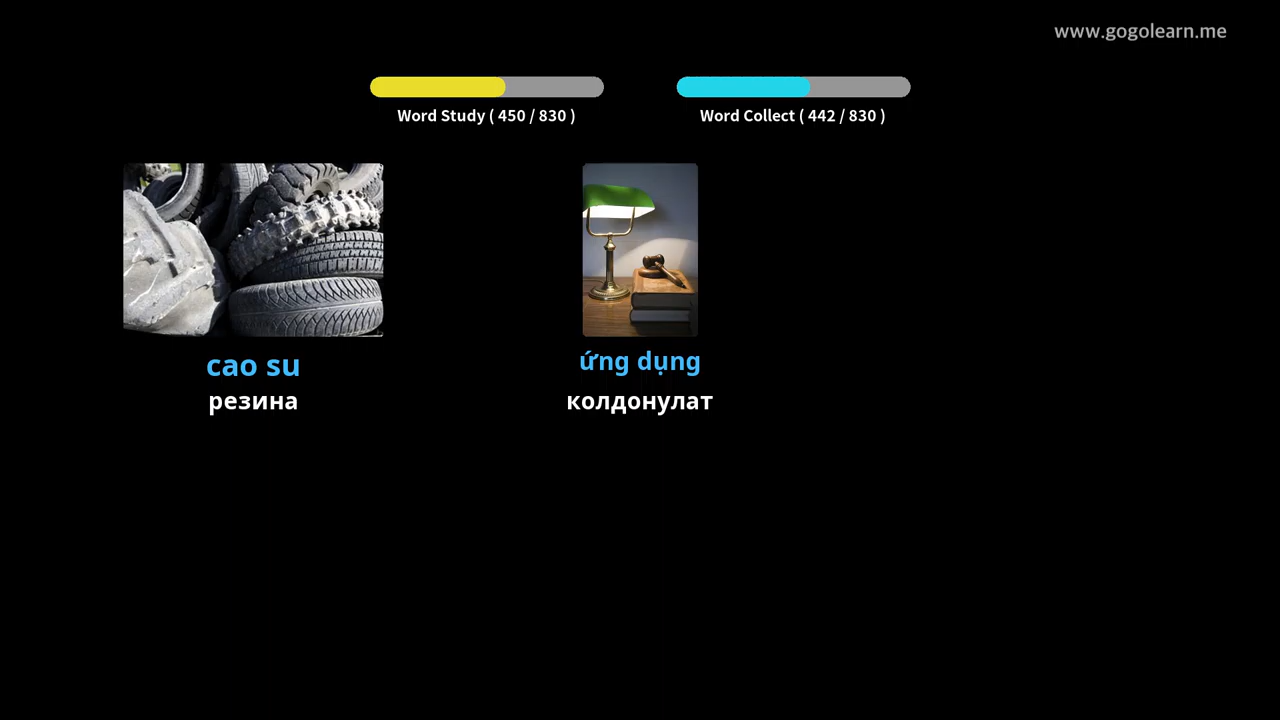 www.gogolearn.me
Word Study ( 450 / 830 )
Word Collect ( 442 / 830 )
cao su
ứng dụng
резина
колдонулат